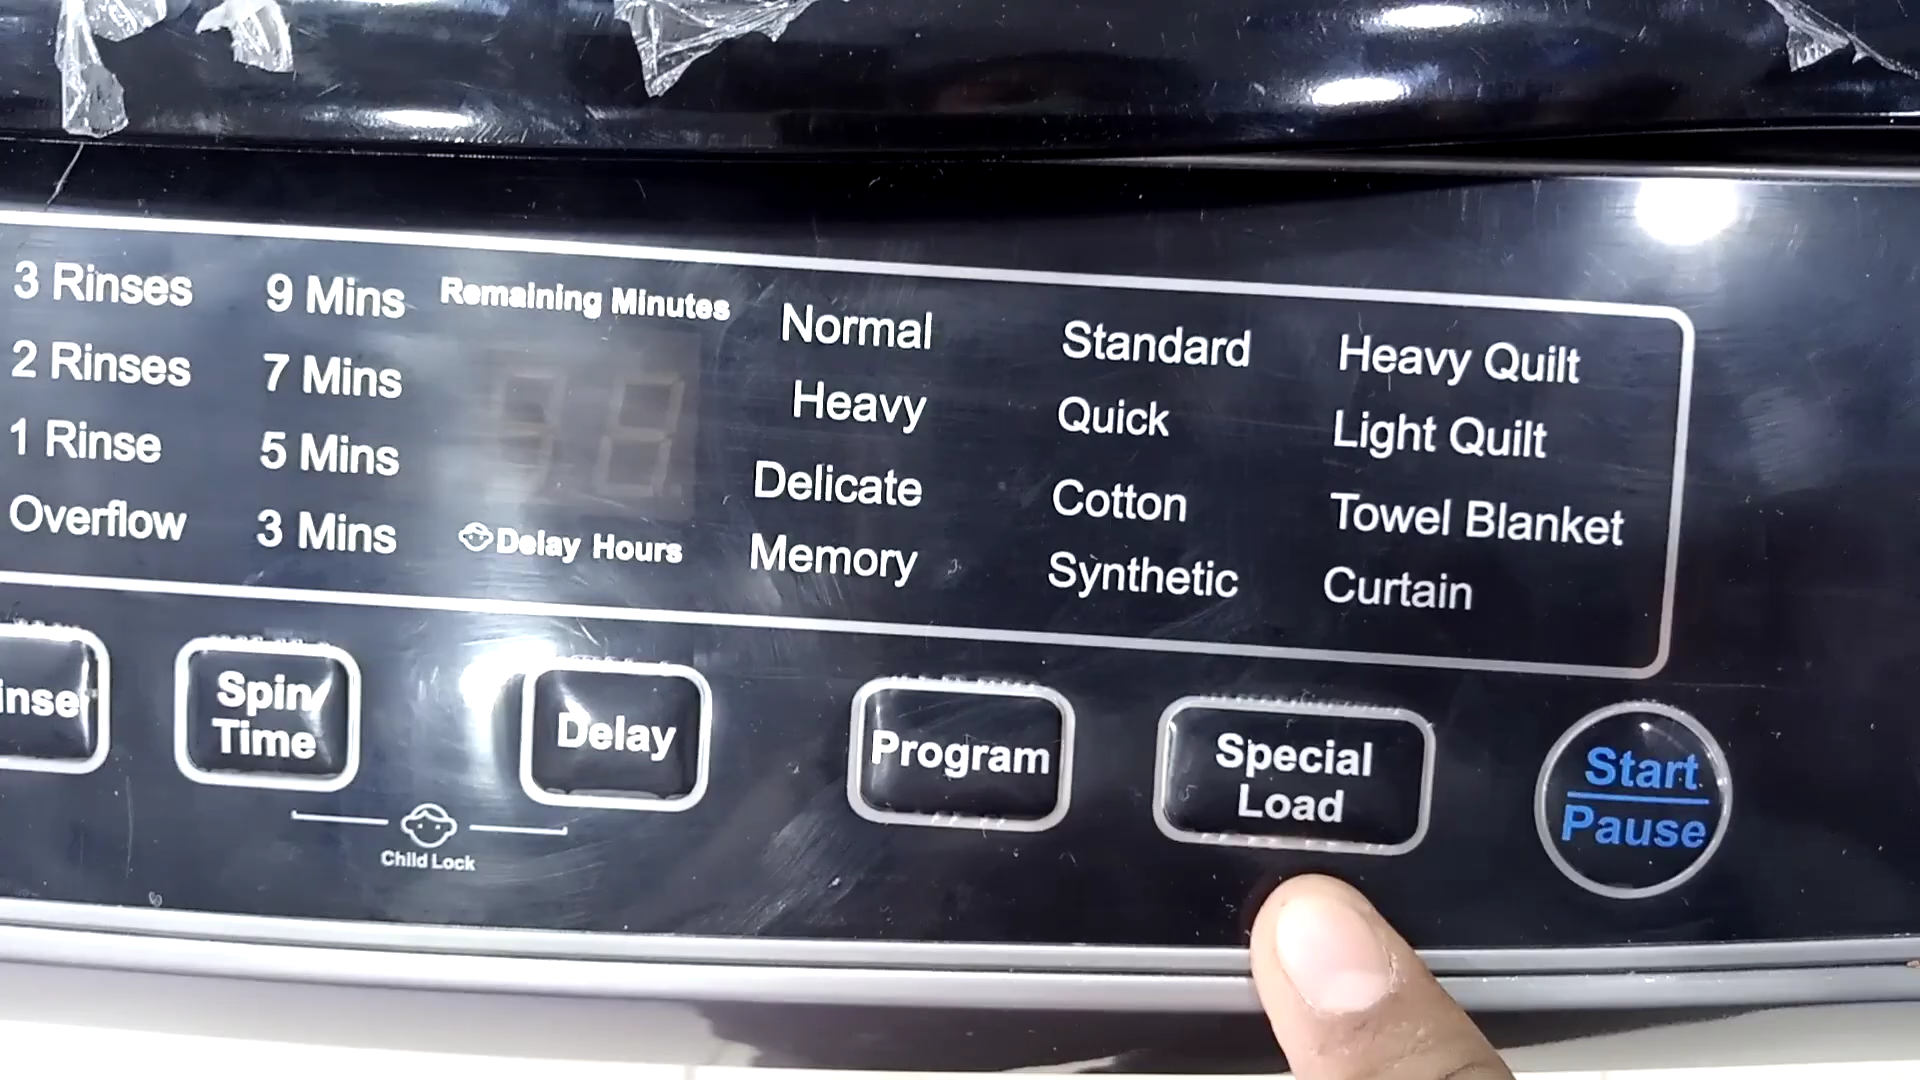 3 Rinses
2 Rinses
1 Rinse
Overflow
9 Mins
7 Mins
5 Mins
3 Mins
Remaining Minutes
Delay Hours
Normal
Heavy
Delicate
Memory
Standard
Quick
Cotton
Synthetic
Heavy Quilt
Light Quilt
Towel Blanket
Curtain
inse
Spin
Time
Delay
Program
Special
Load
Start
Pause
Child Lock